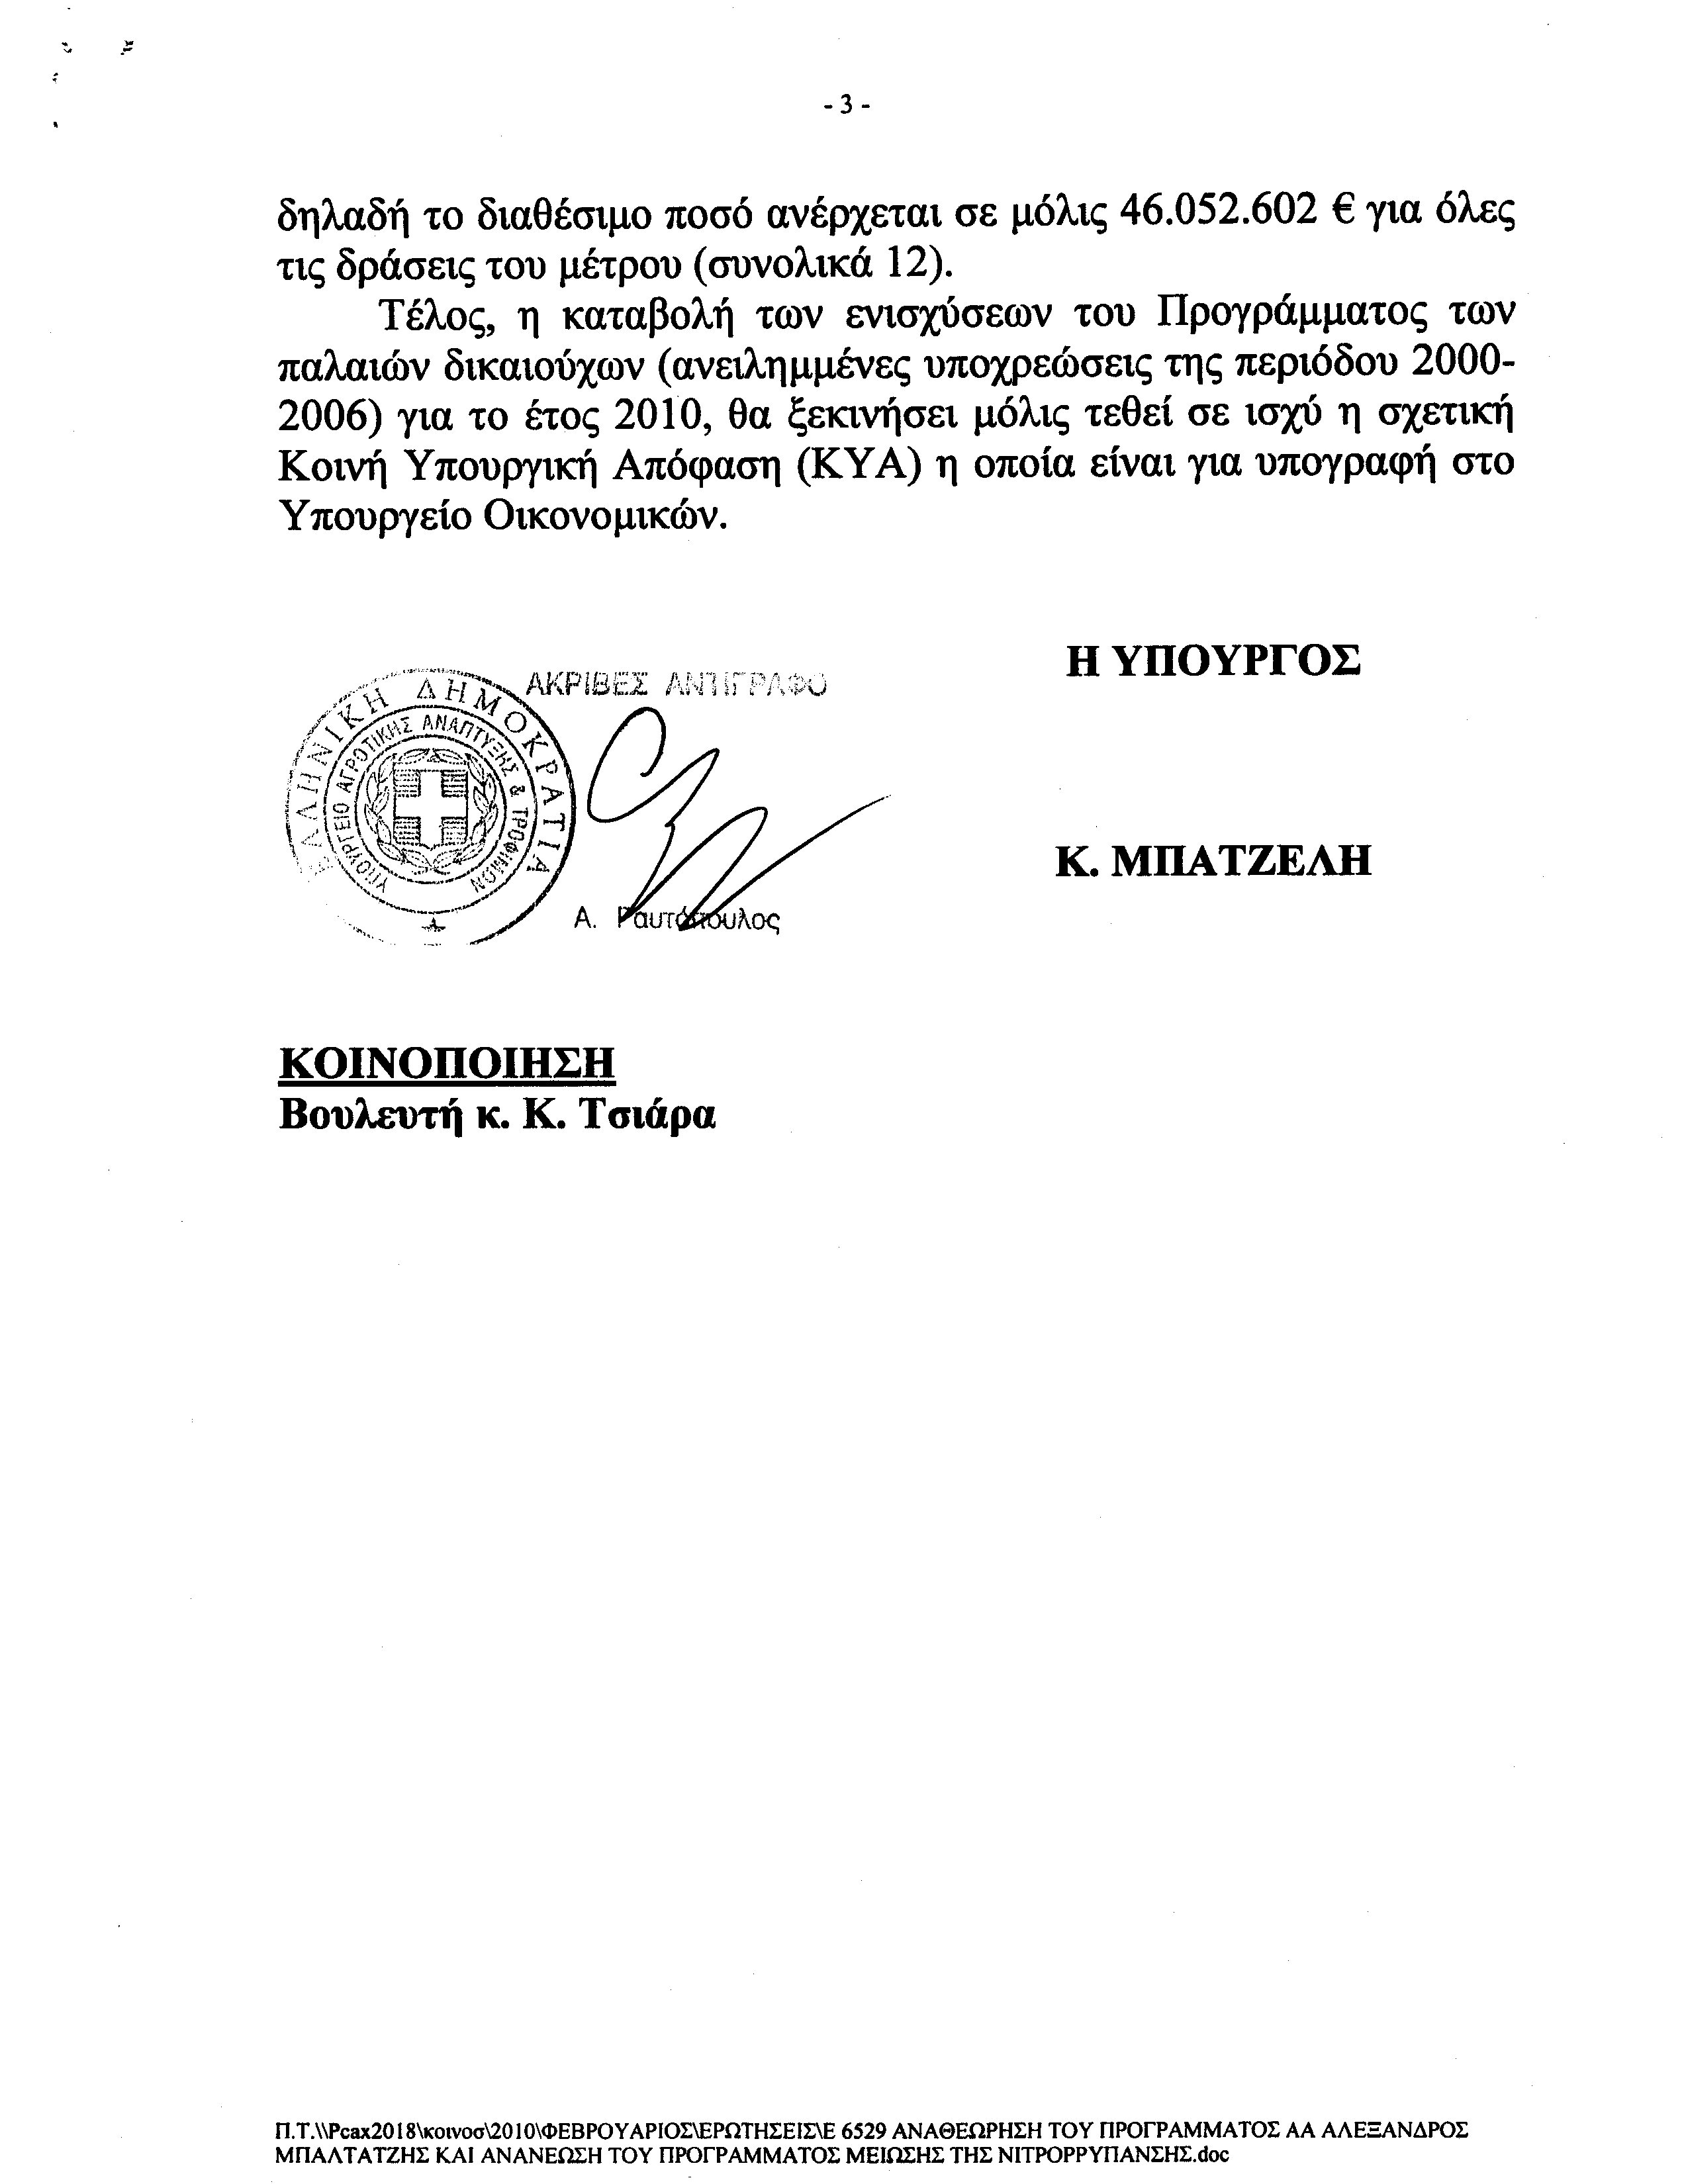 - 3 -
δηλαδή το διαθέσιμο ποσό ανέρχεται σε μόλις 46.052.602 € για όλες
τις δράσεις του μέτρου (συνολικά 12).
Τέλος, η καταβολή των ενισχύσεων του Προγράμματος των
παλαιών δικαιούχων (ανειλημμένες υποχρεώσεις της περιόδου 2000-
2006) για το έτος 2010, θα ξεκινήσει μόλις τεθεί σε ισχύ η σχετική
Κοινή Υπουργική Απόφαση (ΚΥΑ) η οποία είναι για υπογραφή στο
Υπουργείο Οικονομικών.
Η ΥΠΟΥΡΓΟΣ
ΑΚΡΙΒΕΣ ΑΝΤΙΓΡΑΦΟ
ΕΛΛΗΝΙΚΗ ΔΗΜΟΚΡΑΤΙΑ
ΥΠΟΥΡΓΕΙΟ ΑΓΡΟΤΙΚΗΣ ΑΝΑΠΤΥΞΗΣ & ΤΡΟΦΙΜΩΝ
Κ. ΜΠΑΤΖΕΛΗ
Α. Ραυτόπουλος
ΚΟΙΝΟΠΟΙΗΣΗ
Βουλευτή κ. Κ. Τσιάρα
Π.Τ.\\Pcax2018\κοινοσ\2010\ΦΕΒΡΟΥΑΡΙΟΣ\ΕΡΩΤΗΣΕΙΣ\Ε 6529 ΑΝΑΘΕΩΡΗΣΗ ΤΟΥ ΠΡΟΓΡΑΜΜΑΤΟΣ ΑΑ ΑΛΕΞΑΝΔΡΟΣ
ΜΠΑΛΤΑΤΖΗΣ ΚΑΙ ΑΝΑΝΕΩΣΗ ΤΟΥ ΠΡΟΓΡΑΜΜΑΤΟΣ ΜΕΙΩΣΗΣ ΤΗΣ ΝΙΤΡΟΡΡΥΠΑΝΣΗΣ.doc